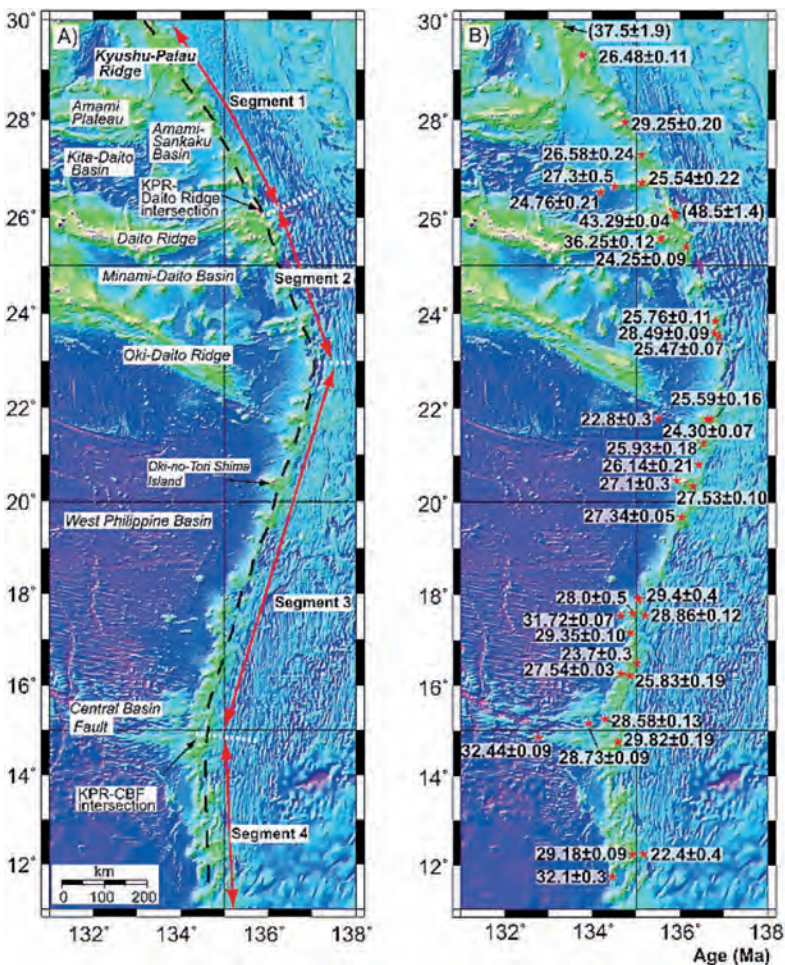 A)
30˚
28˚
26˚
24˚
22˚
20˚
18˚
16˚
14˚
12˚
Kyushu-Palau
Ridge
Segment 1
Amami
Plateau
Amami-
Sankaku
Basin
Kita-Daito
Basin
KPR-
Daito Ridge
intersection
Daito Ridge
Segment 2
Minami-Daito Basin
Oki-Daito Ridge
Oki-no-Tori Shima
Island
West Philippine Basin
Segment 3
Central Basin
Fault
KPR-CBF
intersection
Segment 4
km
0 100 200
132˚ 134˚ 136˚ 138˚
B)
30˚
28˚
26˚
24˚
22˚
20˚
18˚
16˚
14˚
12˚
(37.5±1.9)
26.48±0.11
29.25±0.20
26.58±0.24
27.3±0.5
25.54±0.22
24.76±0.21
43.29±0.04
(48.5±1.4)
36.25±0.12
24.25±0.09
25.76±0.11
28.49±0.09
25.47±0.07
25.59±0.16
22.8±0.3
24.30±0.07
25.93±0.18
26.14±0.21
27.1±0.3
27.53±0.10
27.34±0.05
28.0±0.5
29.4±0.4
31.72±0.07
28.86±0.12
29.35±0.10
23.7±0.3
27.54±0.03
25.83±0.19
28.58±0.13
29.82±0.19
32.44±0.09
28.73±0.09
29.18±0.09
22.4±0.4
32.1±0.3
132˚ 134˚ 136˚ 138˚
Age (Ma)